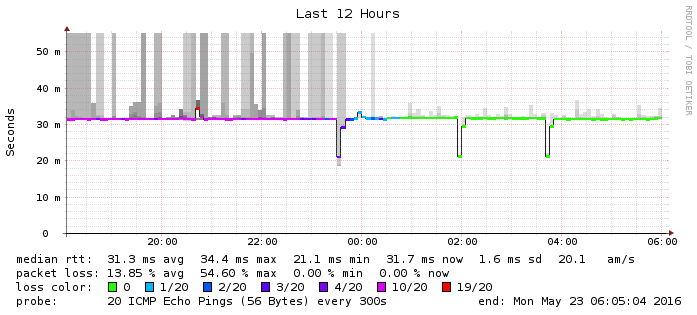 Last 12 Hours
RRDTOOL / TOBI OETIKER
Seconds
50 m
40 m
30 m
20 m
10 m
0
20:00 22:00 00:00 02:00 04:00 06:00
median rtt: 31.3 ms avg 34.4 ms max 21.1 ms min 31.7 ms now 1.6 ms sd 20.1 am/s
packet loss: 13.85 % avg 54.60 % max 0.00 % min 0.00 % now
loss color: 0 1/20 2/20 3/20 4/20 10/20 19/20
probe: 20 ICMP Echo Pings (56 Bytes) every 300s end: Mon May 23 06:05:04 2016